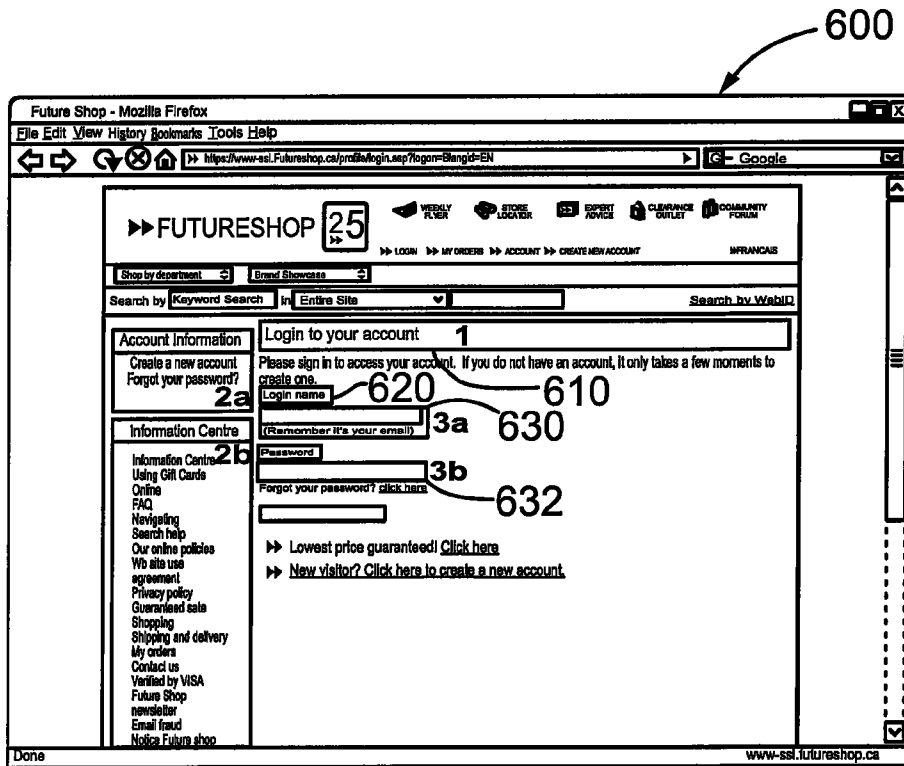 600
Future Shop - Mozilla Firefox
File Edit View History Bookmarks Tools Help
https://www-ssl.Futureshop.ca/profile/login.asp?logon=&langid=EN
G Google
FUTURESHOP 25
WEEKLY FLYER
STORE LOCATOR
EXPERT ADVICE
CLEARANCE OUTLET
COMMUNITY FORUM
LOGIN MY ORDERS ACCOUNT CREATE NEW ACCOUNT FRANCAIS
Shop by department Brand Showcase
Search by Keyword Search in Entire Site Search by WebID
Account Information
Create a new account
Forgot your password?
Login to your account 1
Please sign in to access your account. If you do not have an account, it only takes a few moments to
create one.
610
2a Login name 620
630
3a
(Remember it's your email)
2b Password
3b
632
Forgot your password? click here
Lowest price guaranteed! Click here
New visitor? Click here to create a new account.
Information Centre
Information Centre
Using Gift Cards
Online
FAQ
Navigating
Search help
Our online policies
Wb site use
agreement
Privacy policy
Guaranteed sale
Shopping
Shipping and delivery
My orders
Contact us
Verified by VISA
Future Shop
newsletter
Email fraud
Notice Future shop
Done www-ssl.futureshop.ca